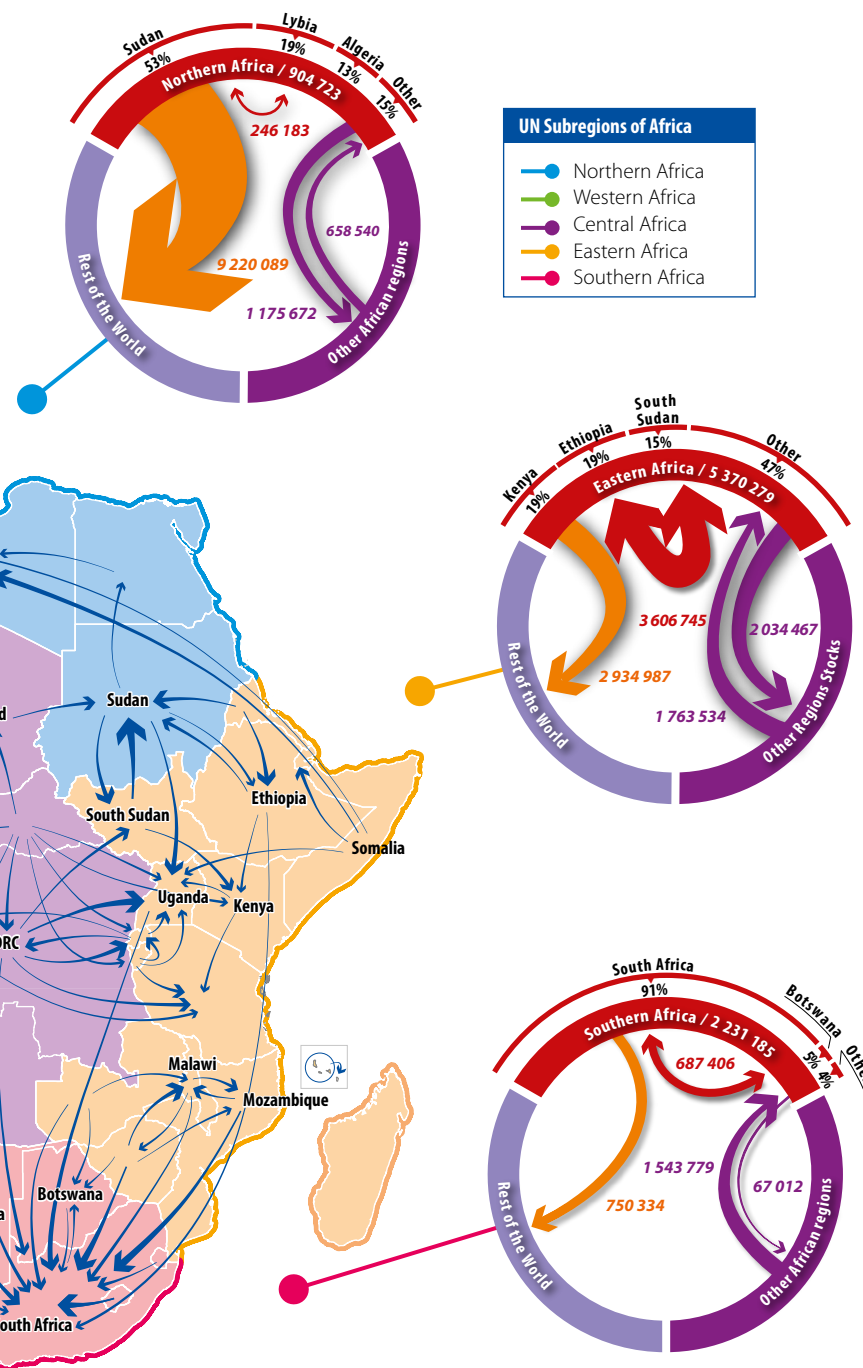 Sudan
53%
Lybia
19%
Algeria
13%
Other
15%
Northern Africa / 904 723
246 183
658 540
9 220 089
1 175 672
Rest of the World
Other African regions
UN Subregions of Africa
Northern Africa
Western Africa
Central Africa
Eastern Africa
Southern Africa
Kenya
19%
Ethiopia
19%
South
Sudan
15%
Other
47%
Eastern Africa / 5 370 279
3 606 745
2 034 467
2 934 987
1 763 534
Rest of the World
Other Regions Stocks
Sudan
d
South Sudan
Ethiopia
Somalia
Uganda
Kenya
DRC
Malawi
Mozambique
Botswana
a
outh Africa
South Africa
91%
Botswana
5%
Othe
4%
Southern Africa / 2 231 185
687 406
1 543 779
67 012
750 334
Rest of the World
Other African regions